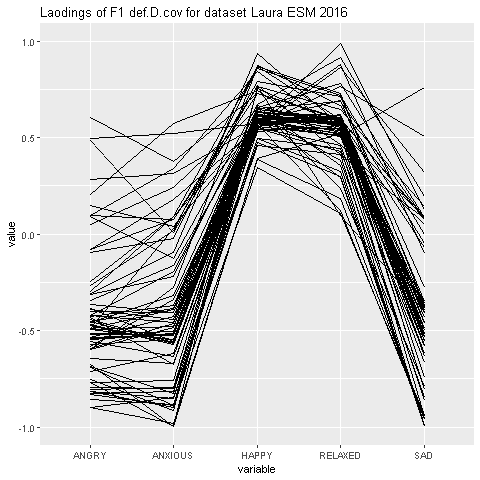 Laodings of F1 def.D.cov for dataset Laura ESM 2016
1.0
0.5
0.0
-0.5
-1.0
value
ANGRY ANXIOUS HAPPY RELAXED SAD
variable